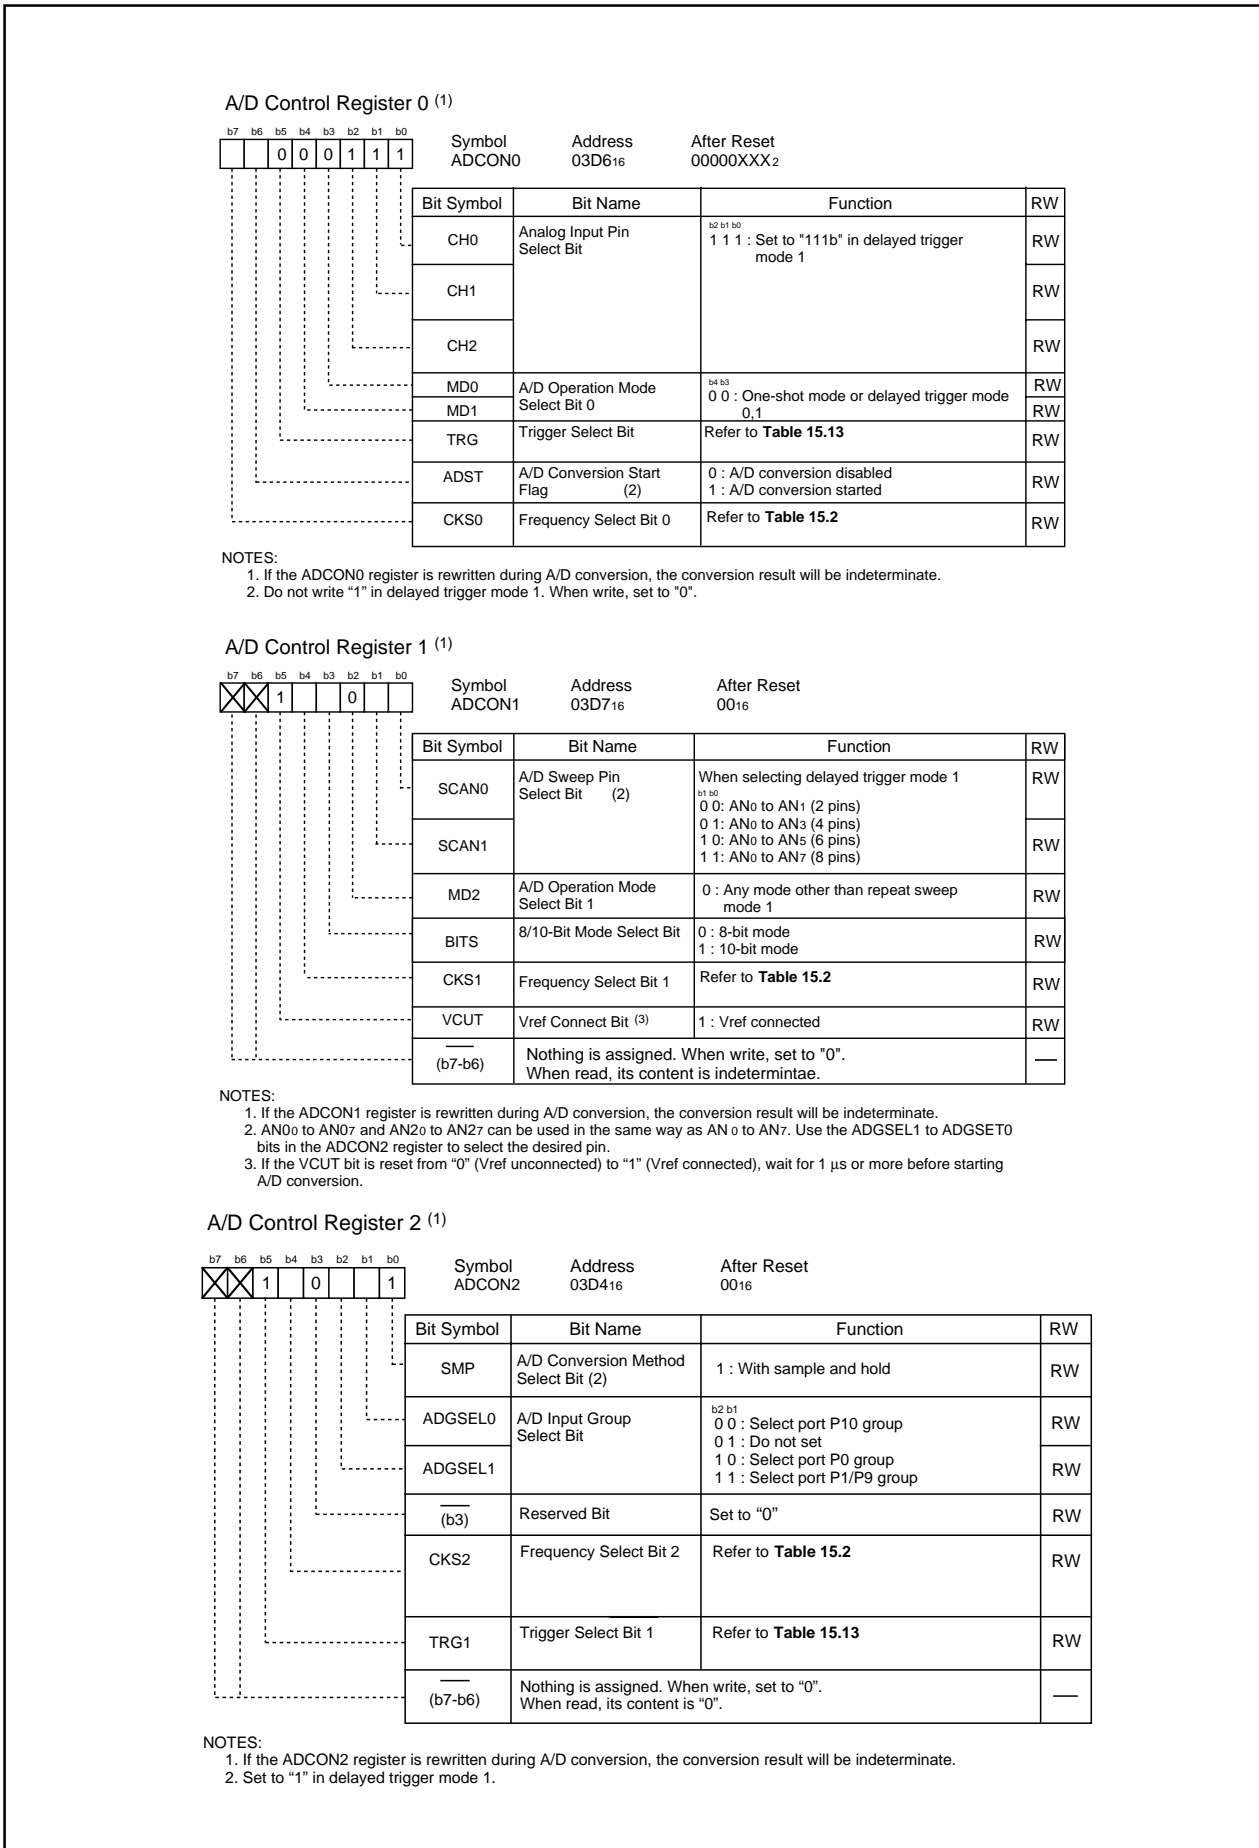 A/D Control Register 0 (1)
b7 b6 b5 b4 b3 b2 b1 b0
0 0 0 1 1 1
Symbol Address After Reset
ADCON0 03D616 00000XXX2
Bit Symbol Bit Name Function RW
CH0 Analog Input Pin Select Bit b2 b1 b0 RW
1 1 1 : Set to "111b" in delayed trigger
mode 1
CH1 RW
CH2 RW
MD0 A/D Operation Mode Select Bit 0 b4 b3 RW
0 0 : One-shot mode or delayed trigger mode
0,1
MD1 RW
TRG Trigger Select Bit Refer to Table 15.13 RW
ADST A/D Conversion Start Flag (2) 0 : A/D conversion disabled RW
1 : A/D conversion started
CKS0 Frequency Select Bit 0 Refer to Table 15.2 RW
NOTES:
1. If the ADCON0 register is rewritten during A/D conversion, the conversion result will be indeterminate.
2. Do not write “1” in delayed trigger mode 1. When write, set to "0".
A/D Control Register 1 (1)
b7 b6 b5 b4 b3 b2 b1 b0
1 0
Symbol Address After Reset
ADCON1 03D716 0016
Bit Symbol Bit Name Function RW
SCAN0 A/D Sweep Pin Select Bit (2) When selecting delayed trigger mode 1 RW
b1 b0
0 0: AN0 to AN1 (2 pins)
0 1: AN0 to AN3 (4 pins)
SCAN1 1 0: AN0 to AN5 (6 pins) RW
1 1: AN0 to AN7 (8 pins)
MD2 A/D Operation Mode Select Bit 1 0 : Any mode other than repeat sweep RW
mode 1
BITS 8/10-Bit Mode Select Bit 0 : 8-bit mode RW
1 : 10-bit mode
CKS1 Frequency Select Bit 1 Refer to Table 15.2 RW
VCUT Vref Connect Bit (3) 1 : Vref connected RW
(b7-b6) Nothing is assigned. When write, set to "0". —
When read, its content is indetermintae.
NOTES:
1. If the ADCON1 register is rewritten during A/D conversion, the conversion result will be indeterminate.
2. AN00 to AN07 and AN20 to AN27 can be used in the same way as AN 0 to AN7. Use the ADGSEL1 to ADGSET0
bits in the ADCON2 register to select the desired pin.
3. If the VCUT bit is reset from “0” (Vref unconnected) to “1” (Vref connected), wait for 1 µs or more before starting
A/D conversion.
A/D Control Register 2 (1)
b7 b6 b5 b4 b3 b2 b1 b0
1 0 1
Symbol Address After Reset
ADCON2 03D416 0016
Bit Symbol Bit Name Function RW
SMP A/D Conversion Method Select Bit (2) 1 : With sample and hold RW
ADGSEL0 A/D Input Group Select Bit b2 b1 RW
0 0 : Select port P10 group
0 1 : Do not set
ADGSEL1 1 0 : Select port P0 group RW
1 1 : Select port P1/P9 group
(b3) Reserved Bit Set to “0” RW
CKS2 Frequency Select Bit 2 Refer to Table 15.2 RW
TRG1 Trigger Select Bit 1 Refer to Table 15.13 RW
(b7-b6) Nothing is assigned. When write, set to “0”. —
When read, its content is “0”.
NOTES:
1. If the ADCON2 register is rewritten during A/D conversion, the conversion result will be indeterminate.
2. Set to “1” in delayed trigger mode 1.